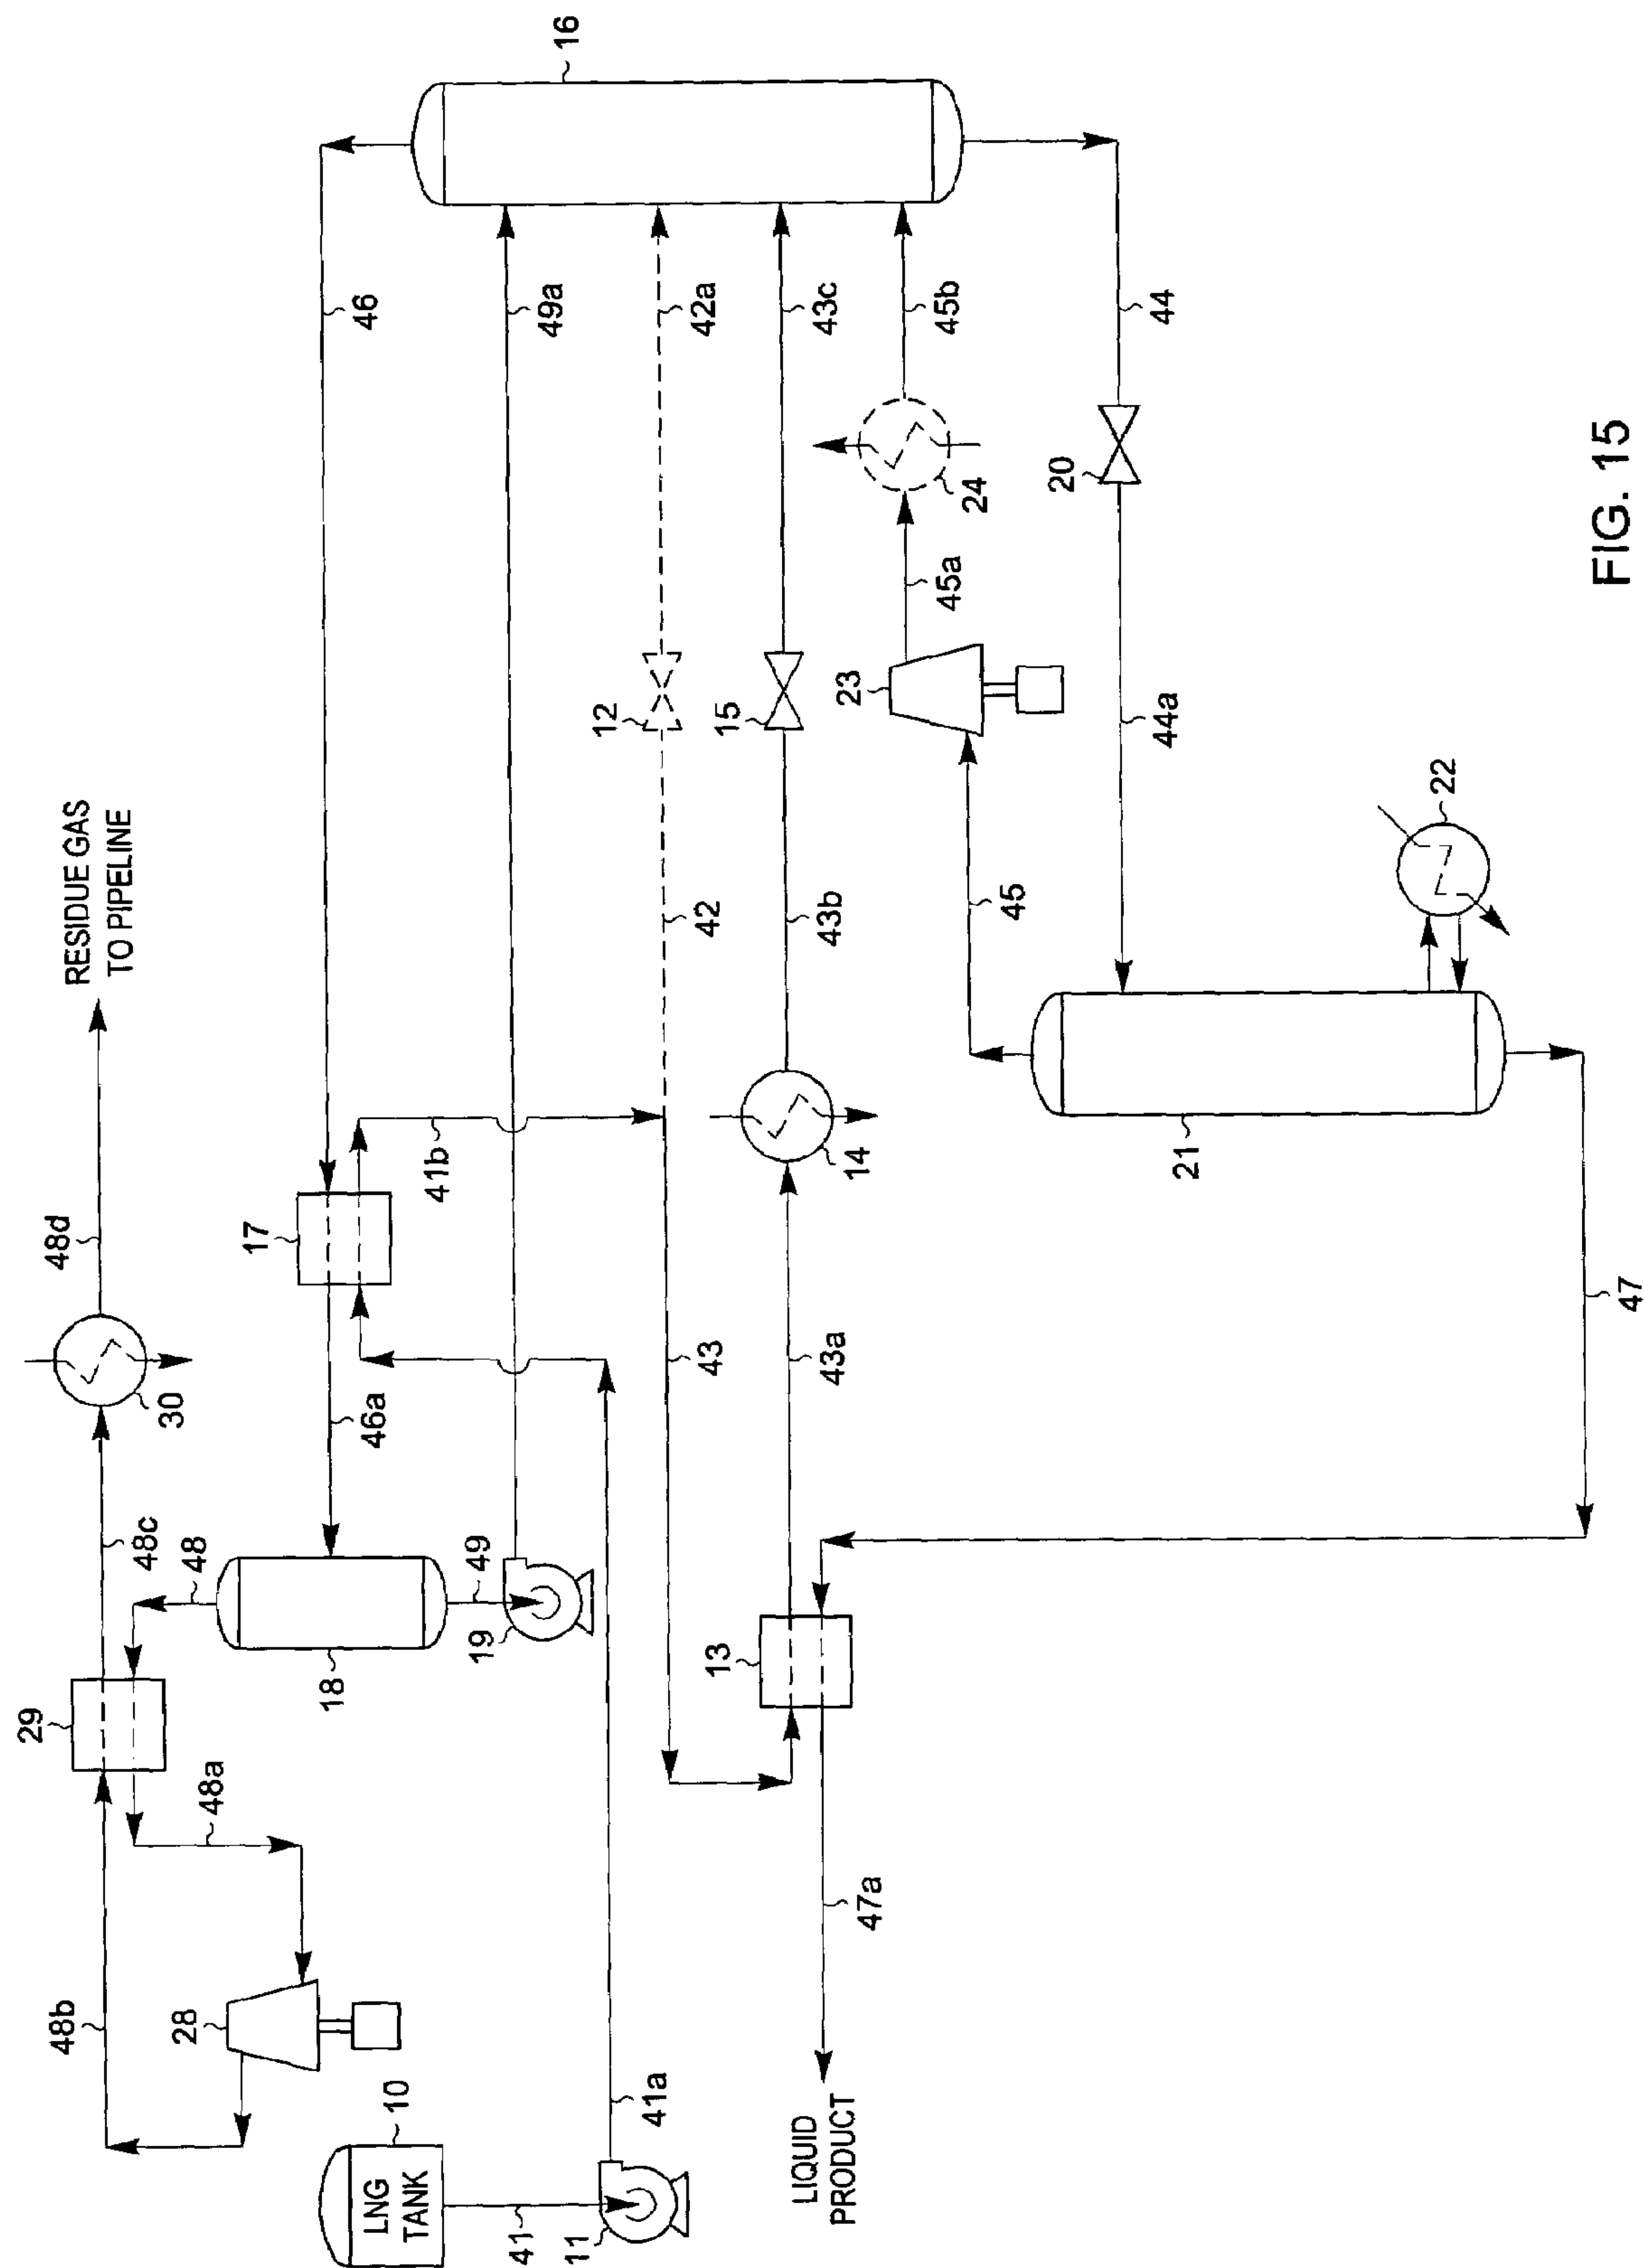 RESIDUE GAS
TO PIPELINE
48d
30
48c
48
29
48a
48b
28
18
46a
17
46
16
49a
49
19
41b
42
12
42a
43
43c
15
43b
14
43a
13
45b
24
45a
23
45
44
20
44a
22
21
47
47a
LIQUID
PRODUCT
LNG
TANK
10
41
11
41a
FIG. 15